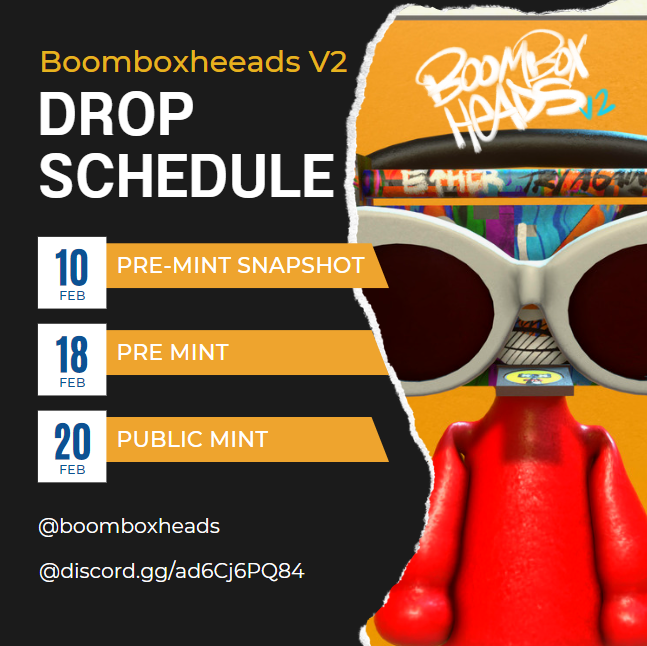 Boomboxheeads V2
DROP
SCHEDULE
10
FEB
PRE-MINT SNAPSHOT
18
FEB
PRE MINT
20
FEB
PUBLIC MINT
@boomboxheads
@discord.gg/ad6Cj6PQ84
BOOMBOX
HEADS V2